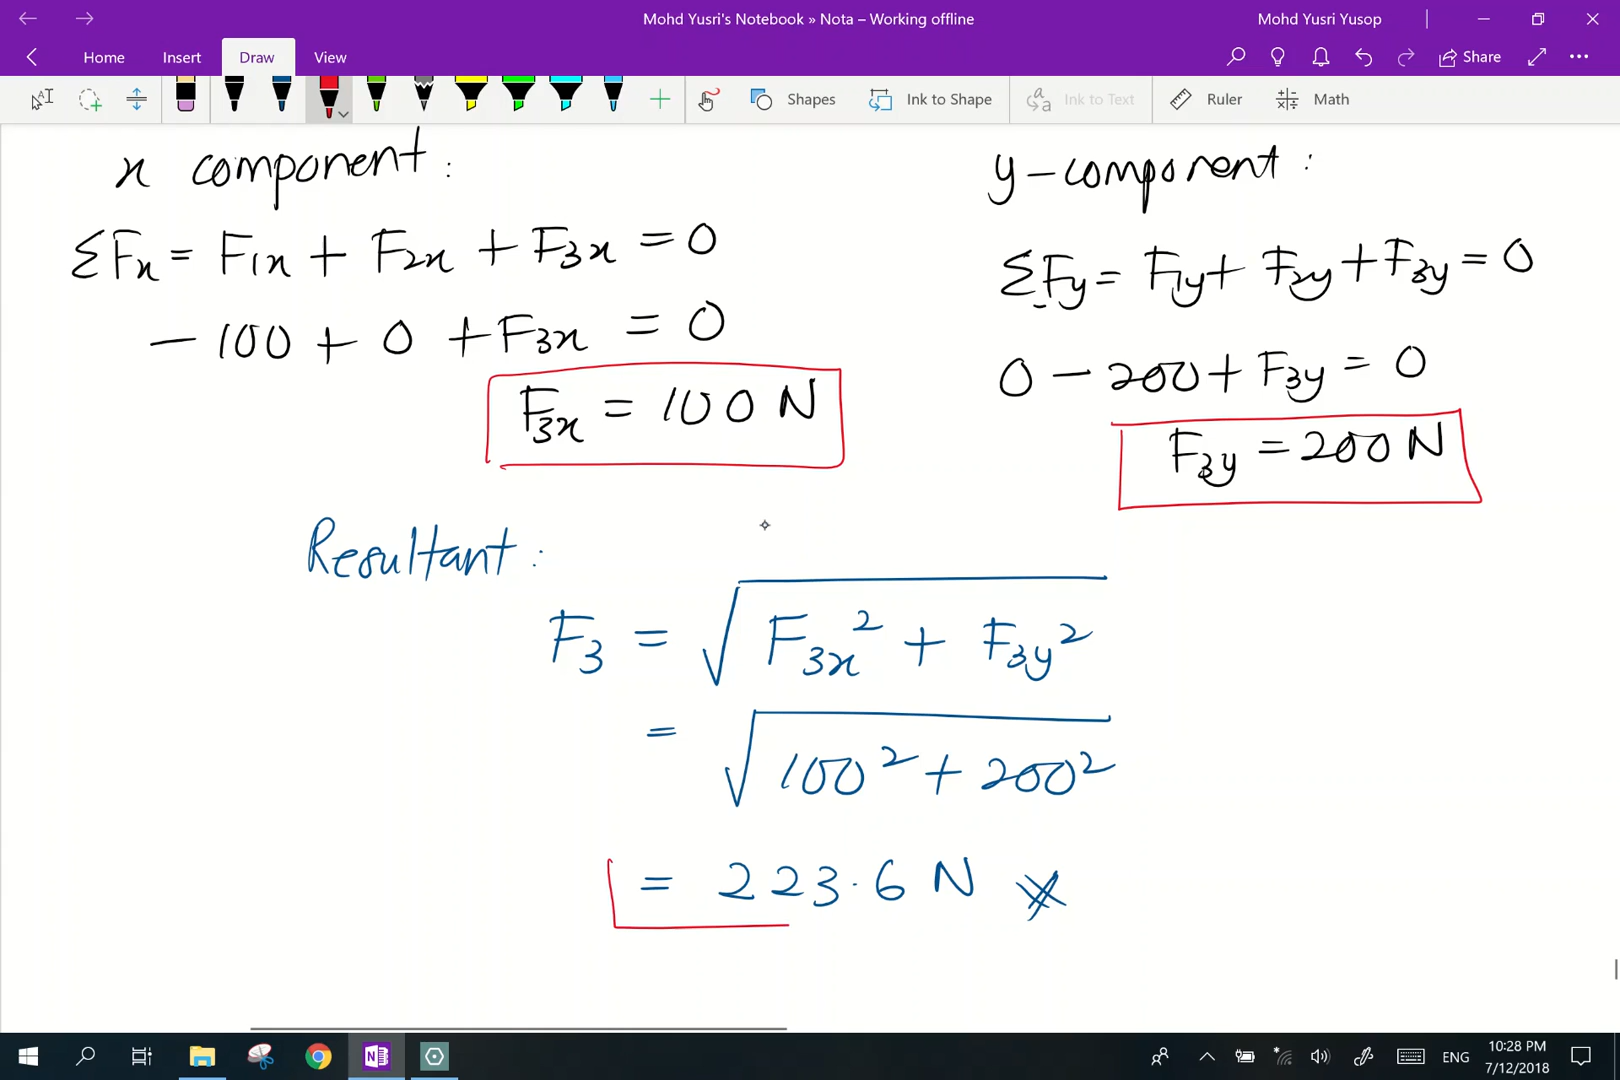 Mohd Yusri's Notebook » Nota – Working offline
Mohd Yusri Yusop
Home Insert Draw View
Share
Shapes Ink to Shape Ink to Text Ruler Math
x component :
ΣFx = F1x + F2x + F3x = 0
– 100 + 0 + F3x = 0
F3x = 100 N
y-component :
ΣFy = F1y + F2y + F3y = 0
0 – 200 + F3y = 0
F3y = 200 N
Resultant :
F3 = √(F3x² + F3y²)
= √(100² + 200²)
= 223.6 N
ENG
10:28 PM
7/12/2018